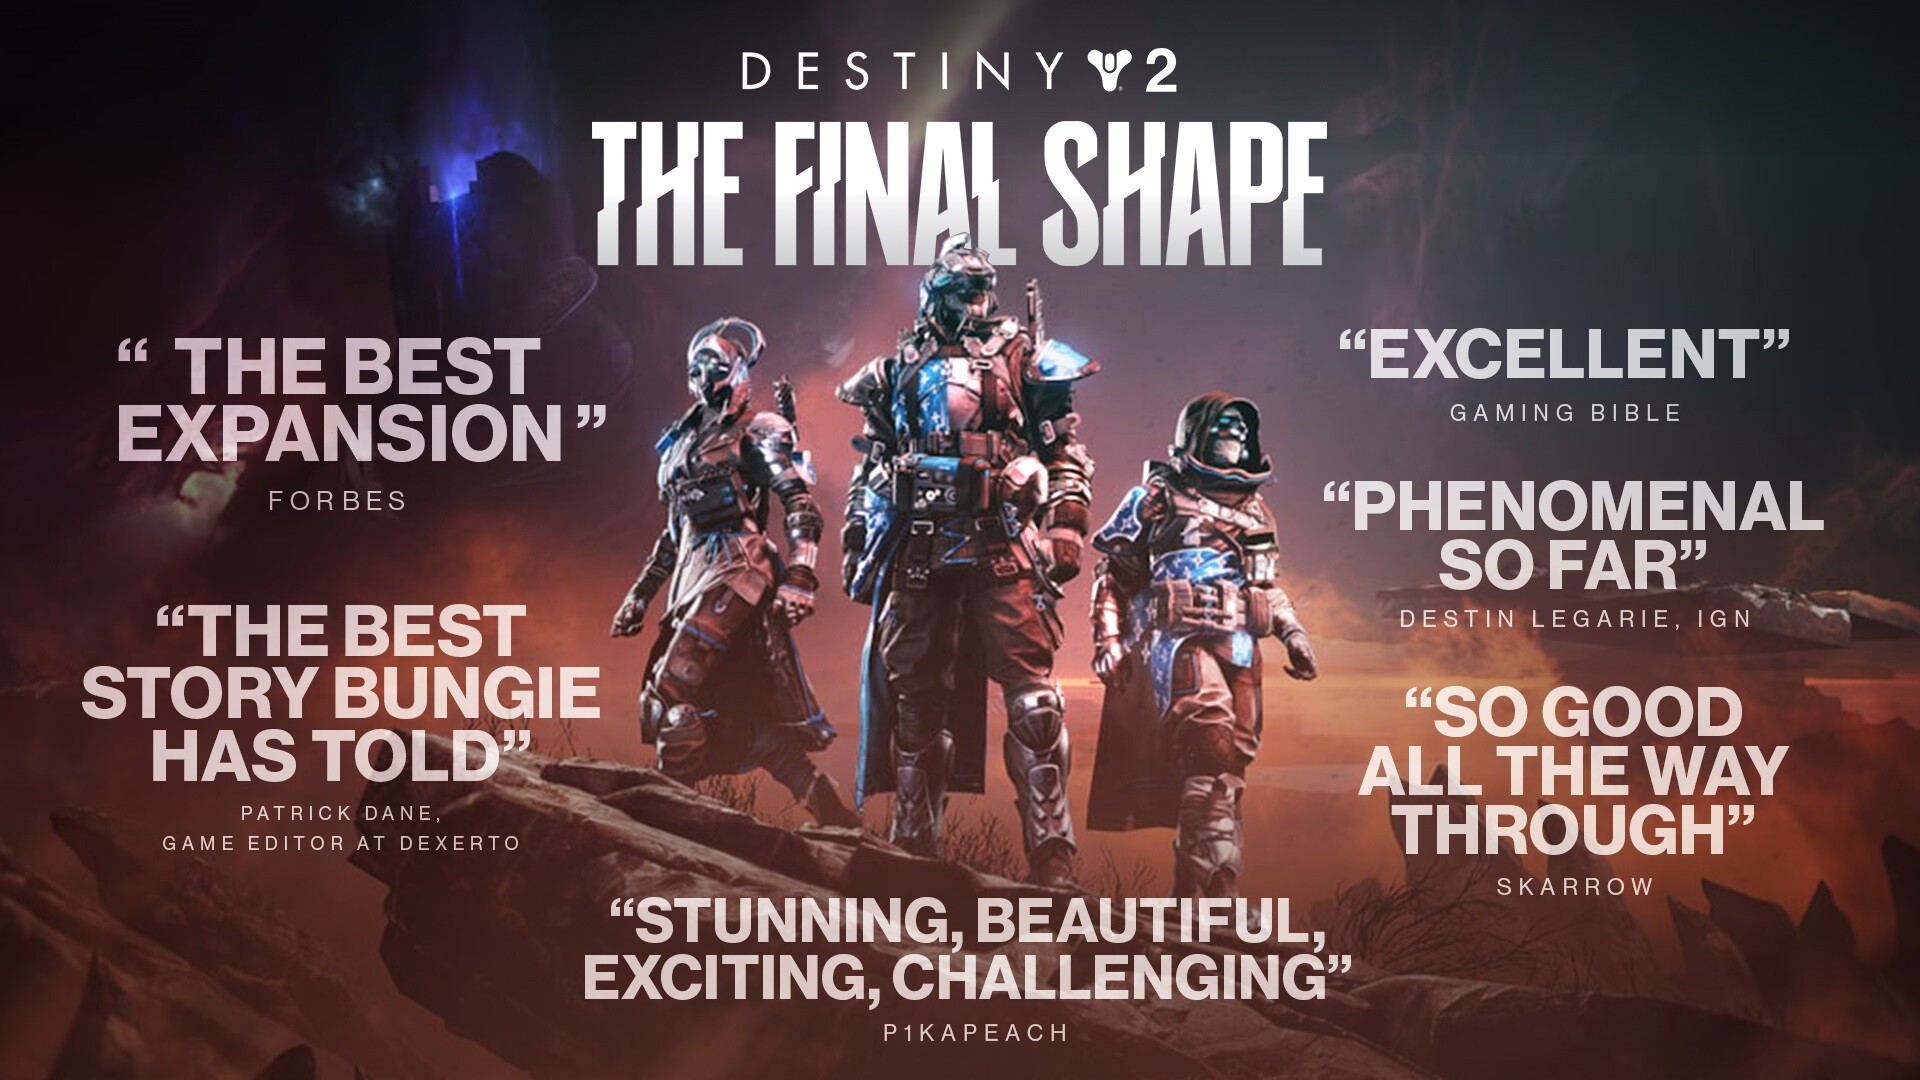 DESTINY 2
THE FINAL SHAPE
“ THE BEST
EXPANSION ”
FORBES
“THE BEST
STORY BUNGIE
HAS TOLD”
PATRICK DANE,
GAME EDITOR AT DEXERTO
“EXCELLENT”
GAMING BIBLE
“PHENOMENAL
SO FAR”
DESTIN LEGARIE, IGN
“SO GOOD
ALL THE WAY
THROUGH”
SKARROW
“STUNNING, BEAUTIFUL,
EXCITING, CHALLENGING”
P1KAPEACH